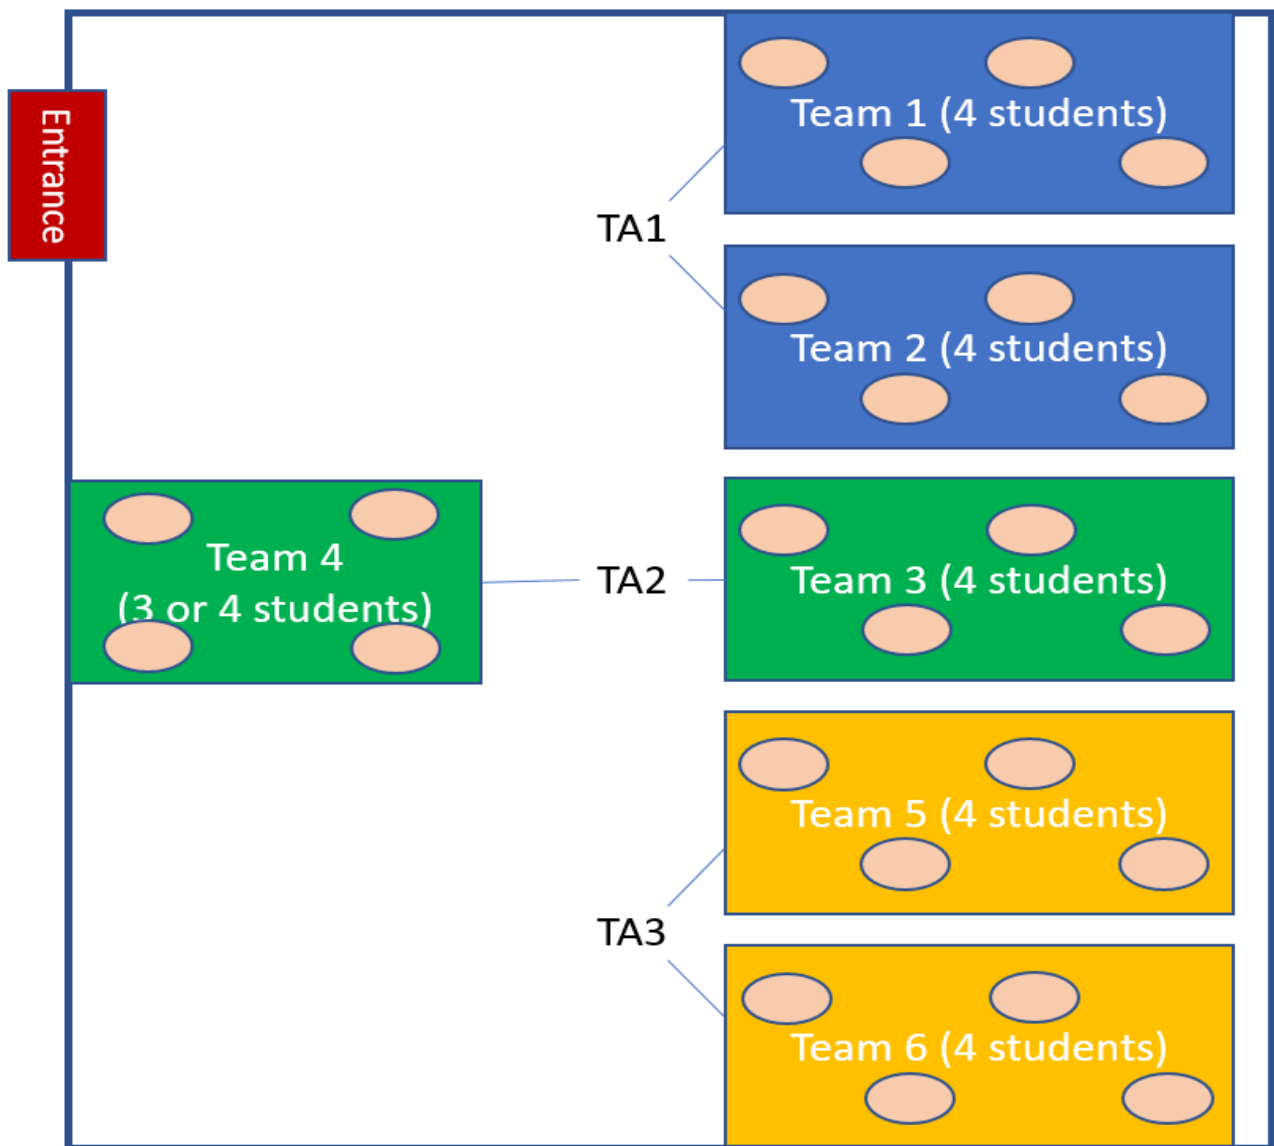 Entrance
Team 1 (4 students)
TA1
Team 2 (4 students)
Team 4
(3 or 4 students)
TA2
Team 3 (4 students)
Team 5 (4 students)
TA3
Team 6 (4 students)